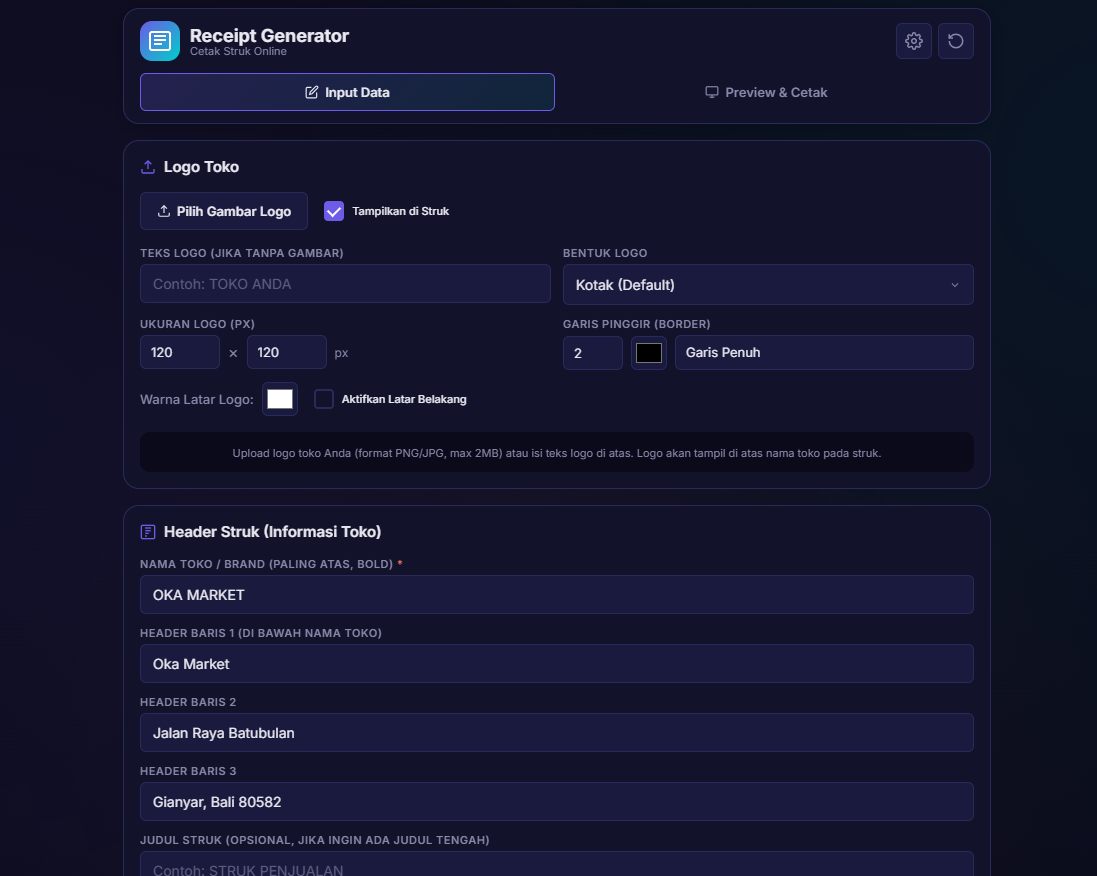 Receipt Generator
Cetak Struk Online
Input Data
Preview & Cetak
Logo Toko
Pilih Gambar Logo
Tampilkan di Struk
TEKS LOGO (JIKA TANPA GAMBAR)
BENTUK LOGO
Contoh: TOKO ANDA
Kotak (Default)
UKURAN LOGO (PX)
GARIS PINGGIR (BORDER)
120 × 120 px
2
Garis Penuh
Warna Latar Logo:
Aktifkan Latar Belakang
Upload logo toko Anda (format PNG/JPG, max 2MB) atau isi teks logo di atas. Logo akan tampil di atas nama toko pada struk.
Header Struk (Informasi Toko)
NAMA TOKO / BRAND (PALING ATAS, BOLD) *
OKA MARKET
HEADER BARIS 1 (DI BAWAH NAMA TOKO)
Oka Market
HEADER BARIS 2
Jalan Raya Batubulan
HEADER BARIS 3
Gianyar, Bali 80582
JUDUL STRUK (OPSIONAL, JIKA INGIN ADA JUDUL TENGAH)
Contoh: STRUK PENJUALAN